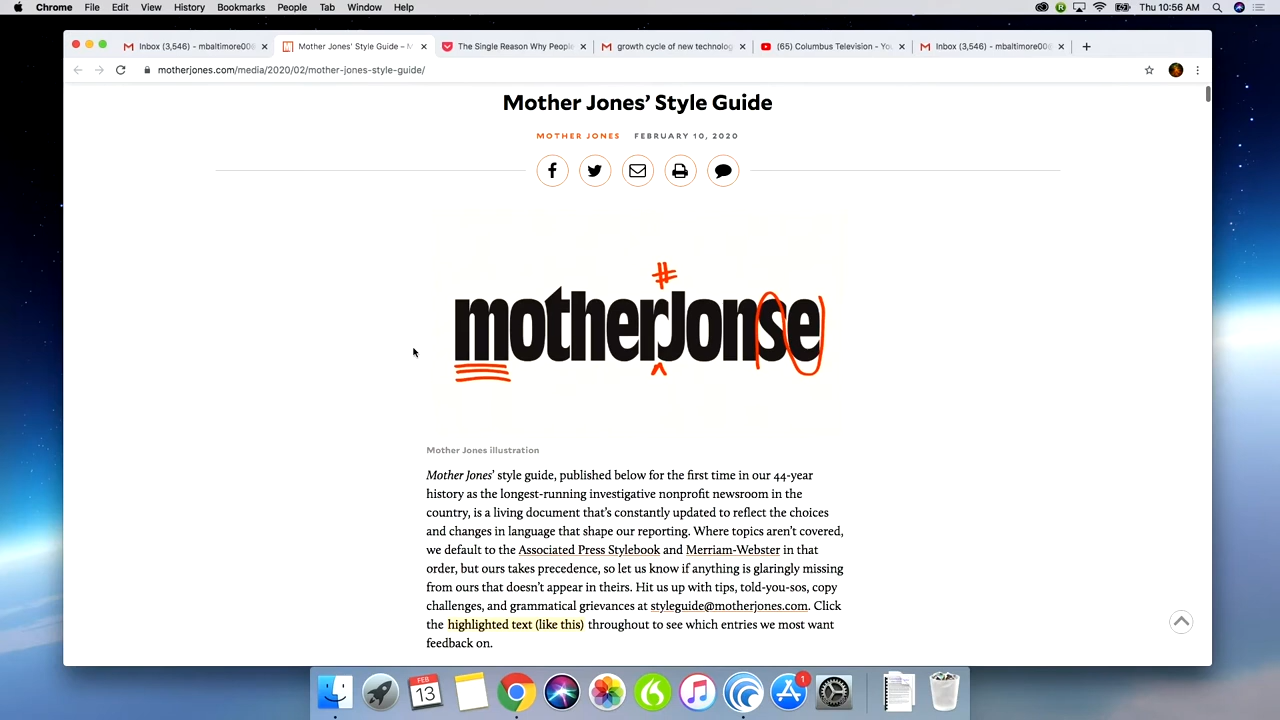 Chrome File Edit View History Bookmarks People Tab Window Help Thu 10:56 AM
Inbox (3,546) - mbaltimore00 Mother Jones' Style Guide – M The Single Reason Why People growth cycle of new technolog (65) Columbus Television - Yo Inbox (3,546) - mbaltimore00
motherjones.com/media/2020/02/mother-jones-style-guide/
Mother Jones’ Style Guide
MOTHER JONES FEBRUARY 10, 2020
#
motherJonse
Mother Jones illustration
Mother Jones’ style guide, published below for the first time in our 44-year
history as the longest-running investigative nonprofit newsroom in the
country, is a living document that’s constantly updated to reflect the choices
and changes in language that shape our reporting. Where topics aren’t covered,
we default to the Associated Press Stylebook and Merriam-Webster in that
order, but ours takes precedence, so let us know if anything is glaringly missing
from ours that doesn’t appear in theirs. Hit us up with tips, told-you-sos, copy
challenges, and grammatical grievances at styleguide@motherjones.com. Click
the highlighted text (like this) throughout to see which entries we most want
feedback on.
FEB
13
1